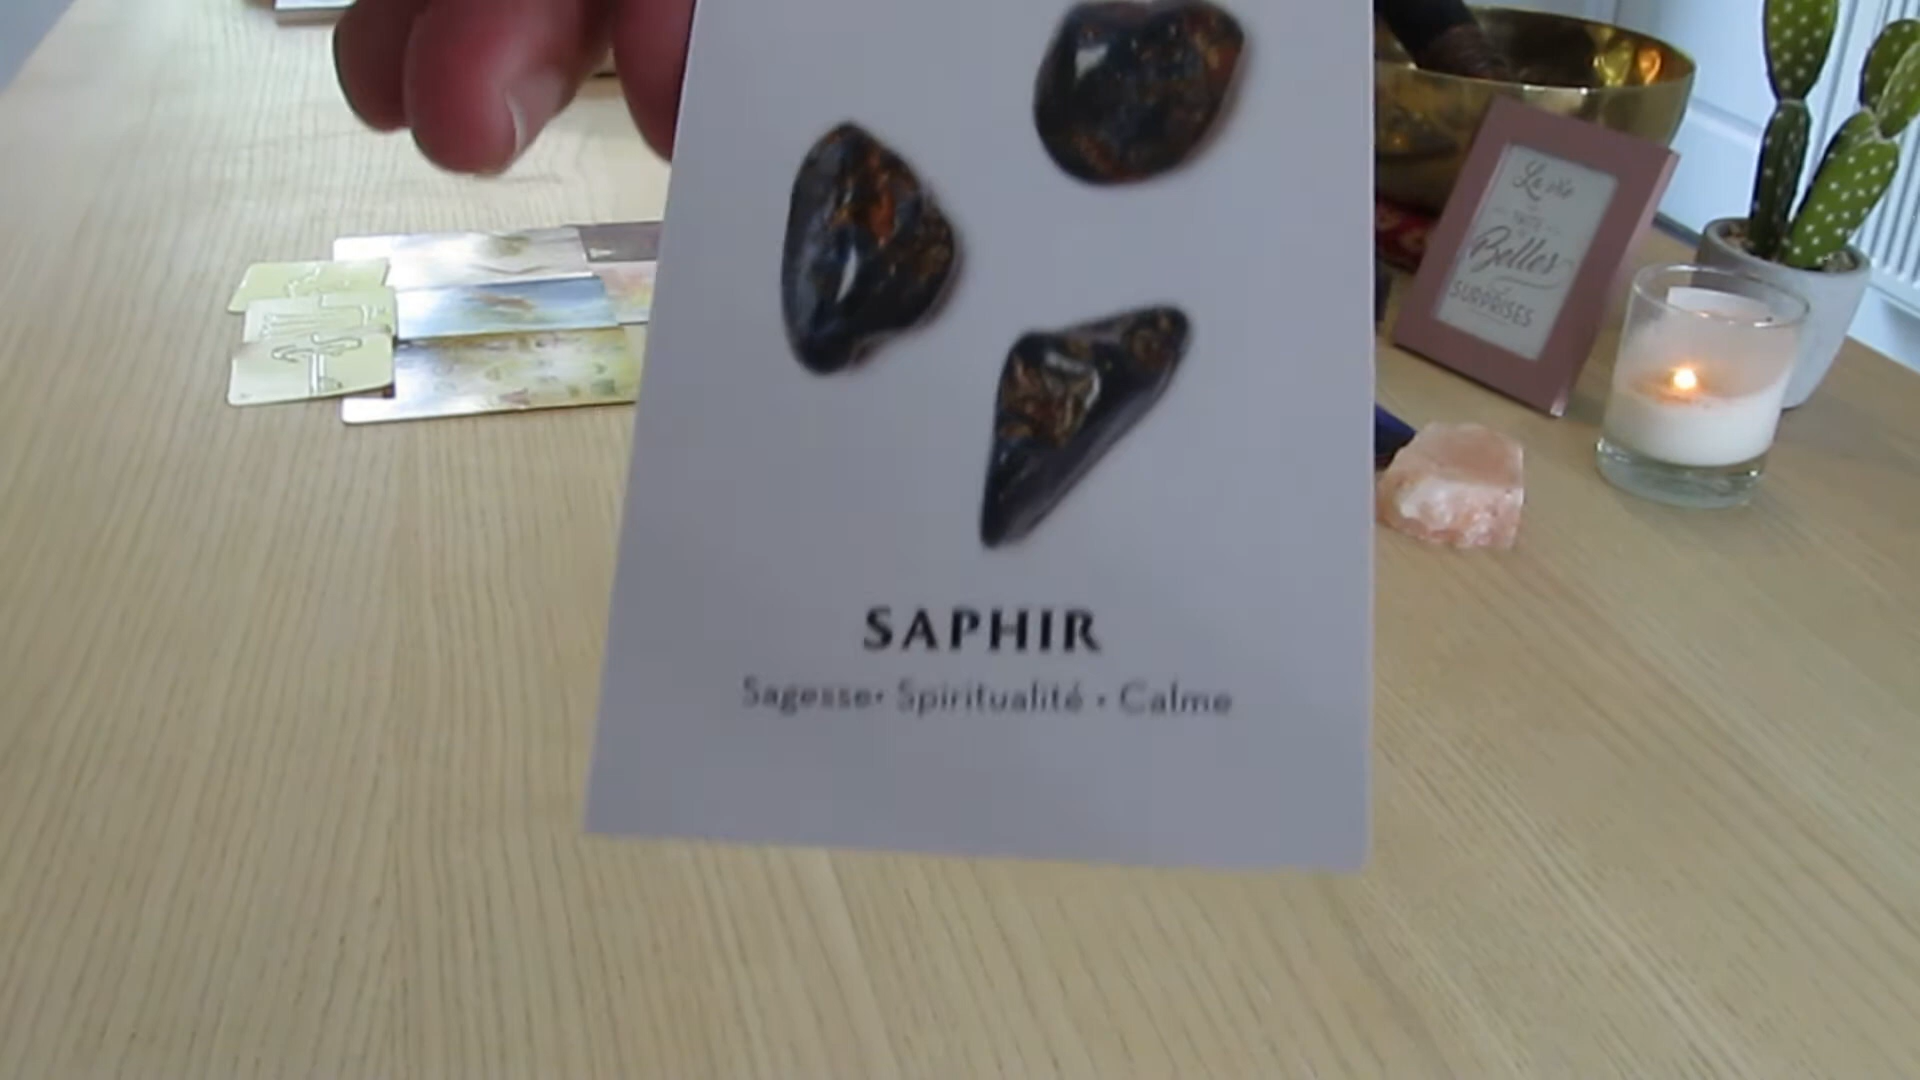 SAPHIR
Sagesse• Spiritualité • Calme
La vie
Belles
SURPRISES